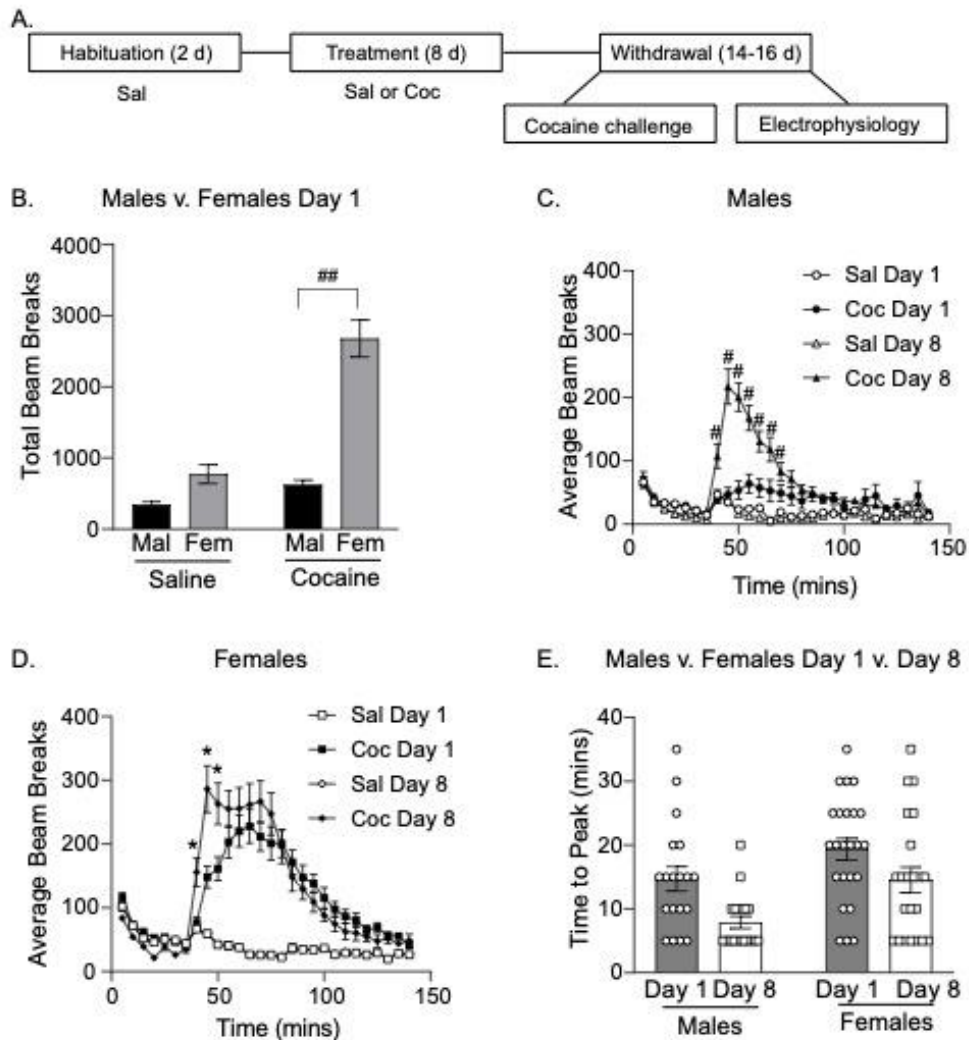 A.
Habituation (2 d)
Treatment (8 d)
Withdrawal (14-16 d)
Sal
Sal or Coc
Cocaine challenge
Electrophysiology
B. Males v. Females Day 1
Total Beam Breaks
4000
3000
2000
1000
0
##
Mal Fem Mal Fem
Saline Cocaine
C. Males
Average Beam Breaks
400
300
200
100
0
# # # # # # #
Sal Day 1
Coc Day 1
Sal Day 8
Coc Day 8
0 50 100 150
Time (mins)
D. Females
Average Beam Breaks
400
300
200
100
0
* * *
Sal Day 1
Coc Day 1
Sal Day 8
Coc Day 8
0 50 100 150
Time (mins)
E. Males v. Females Day 1 v. Day 8
Time to Peak (mins)
40
30
20
10
0
Day 1 Day 8 Day 1 Day 8
Males Females